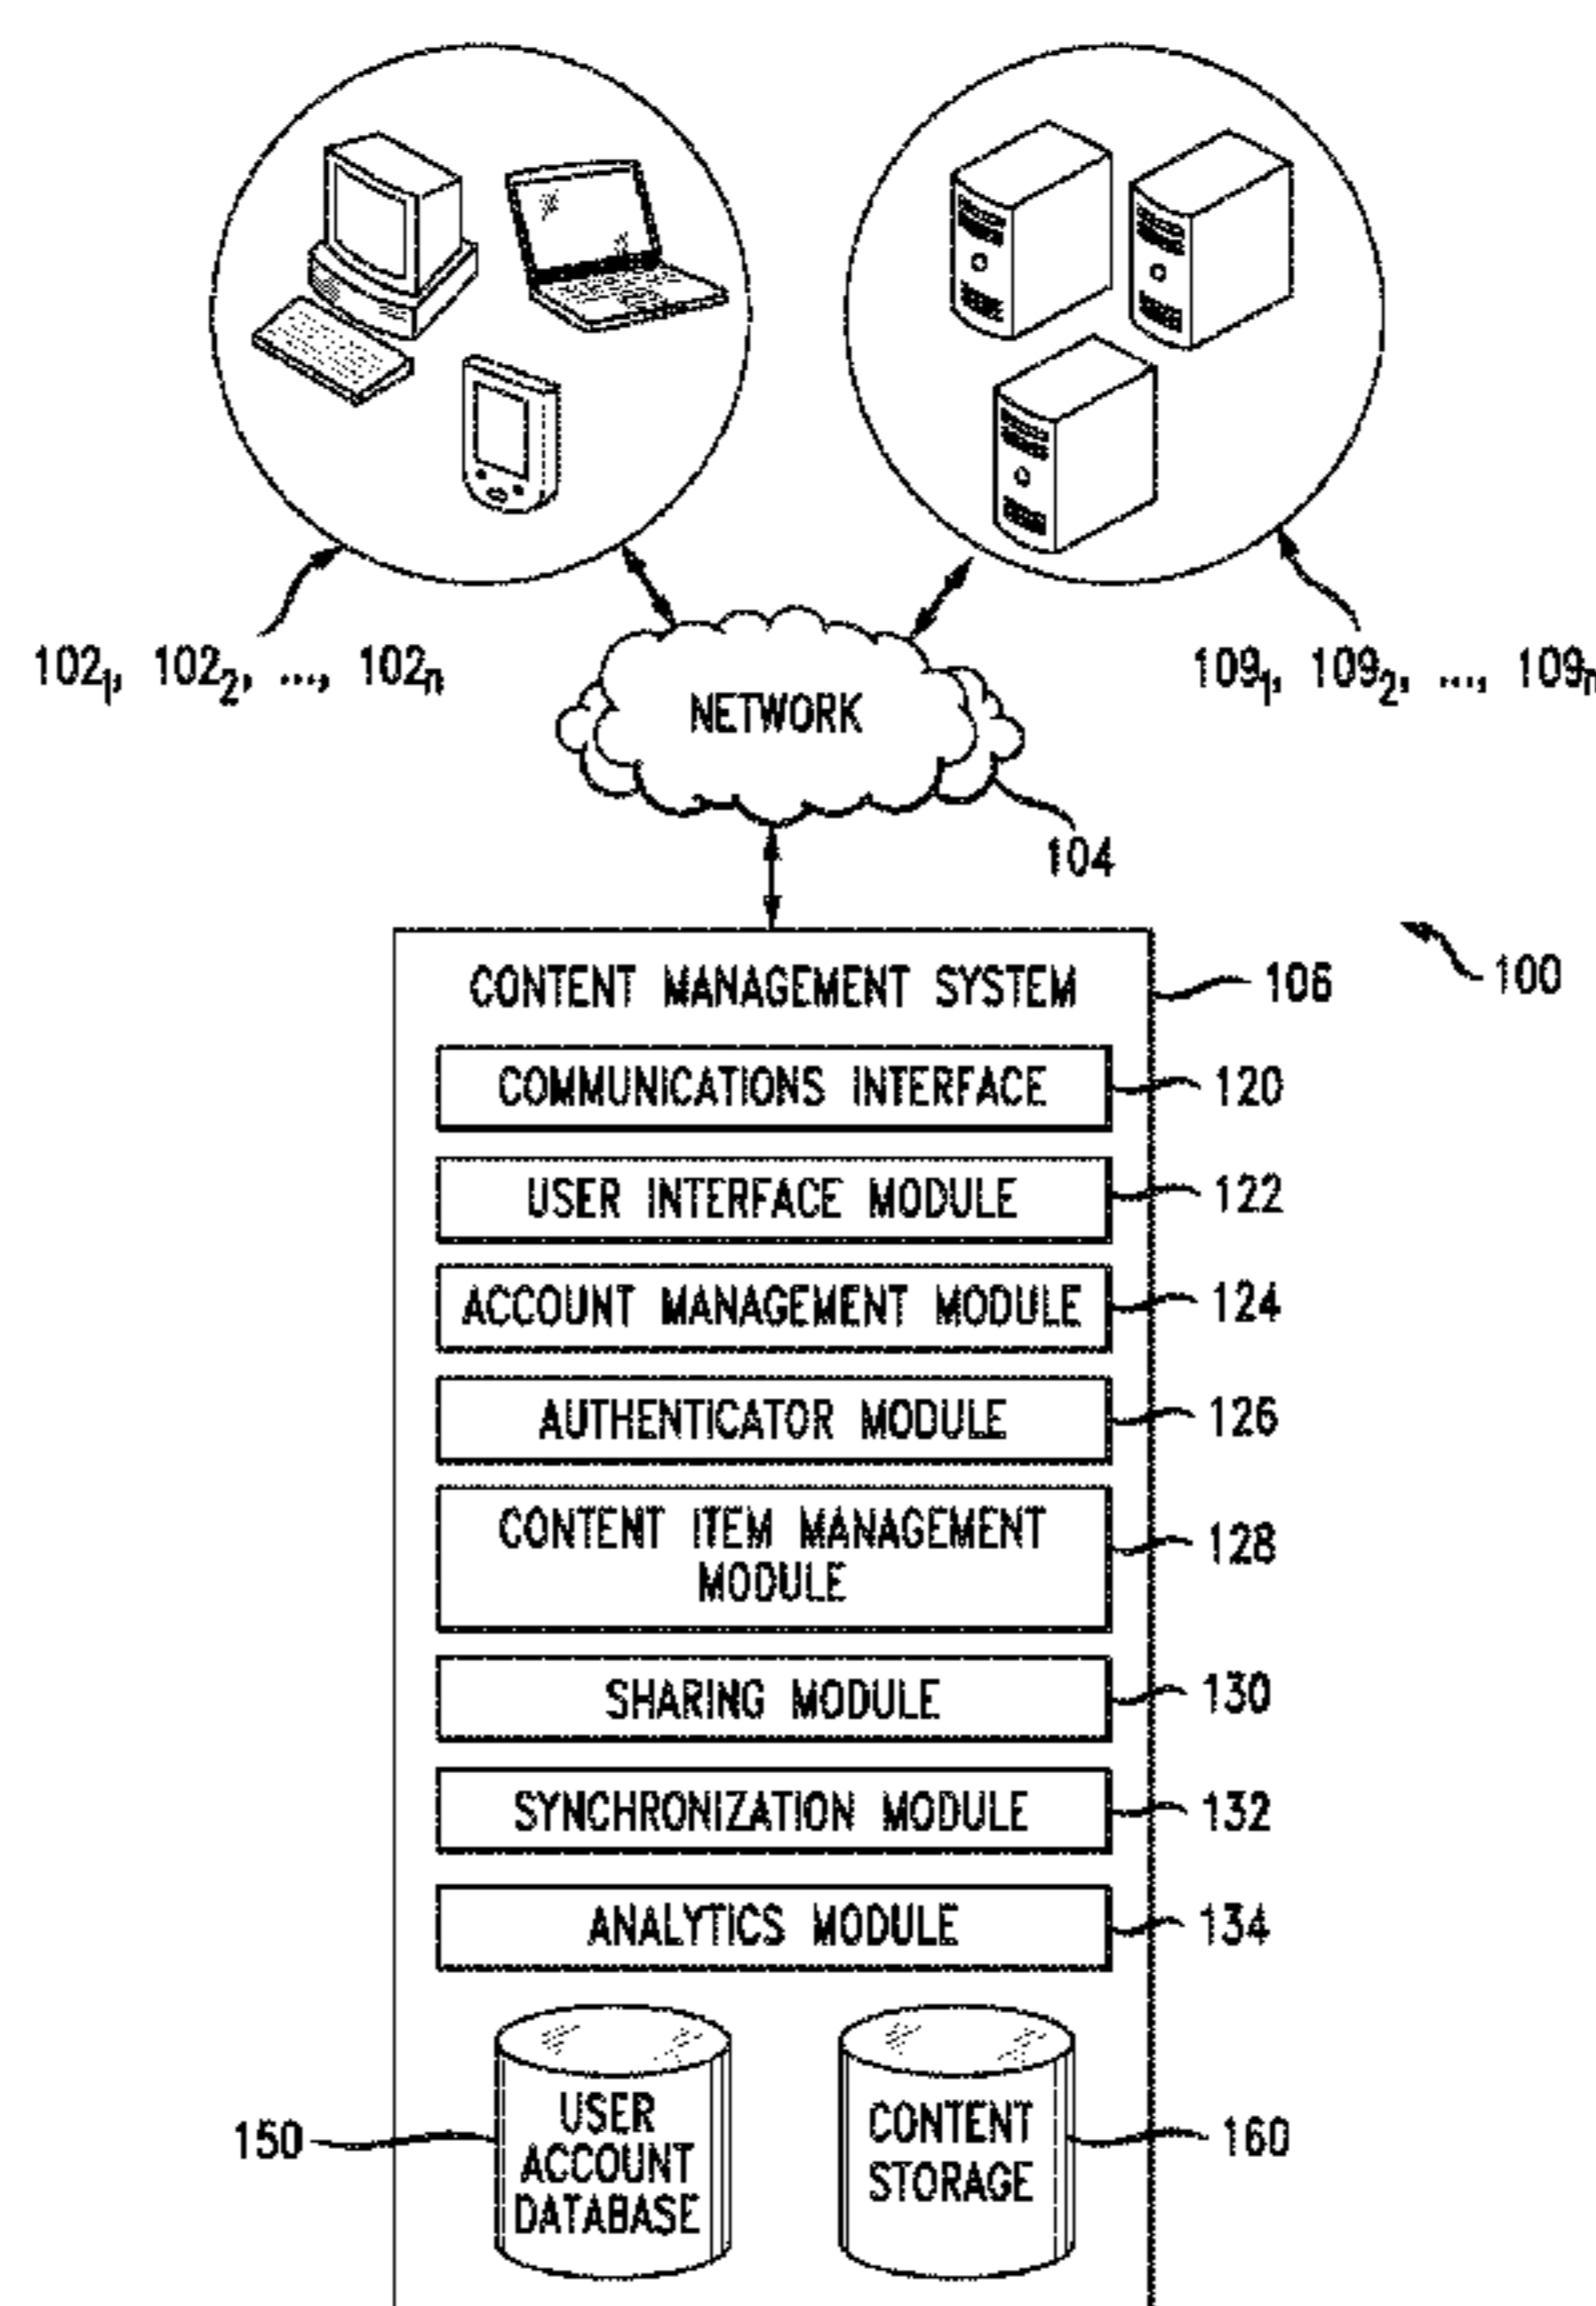 102₁, 102₂, ..., 102ₙ
109₁, 109₂, ..., 109ₙ
NETWORK
104
100
CONTENT MANAGEMENT SYSTEM
106
COMMUNICATIONS INTERFACE
120
USER INTERFACE MODULE
122
ACCOUNT MANAGEMENT MODULE
124
AUTHENTICATOR MODULE
126
CONTENT ITEM MANAGEMENT
MODULE
128
SHARING MODULE
130
SYNCHRONIZATION MODULE
132
ANALYTICS MODULE
134
150
USER
ACCOUNT
DATABASE
CONTENT
STORAGE
160